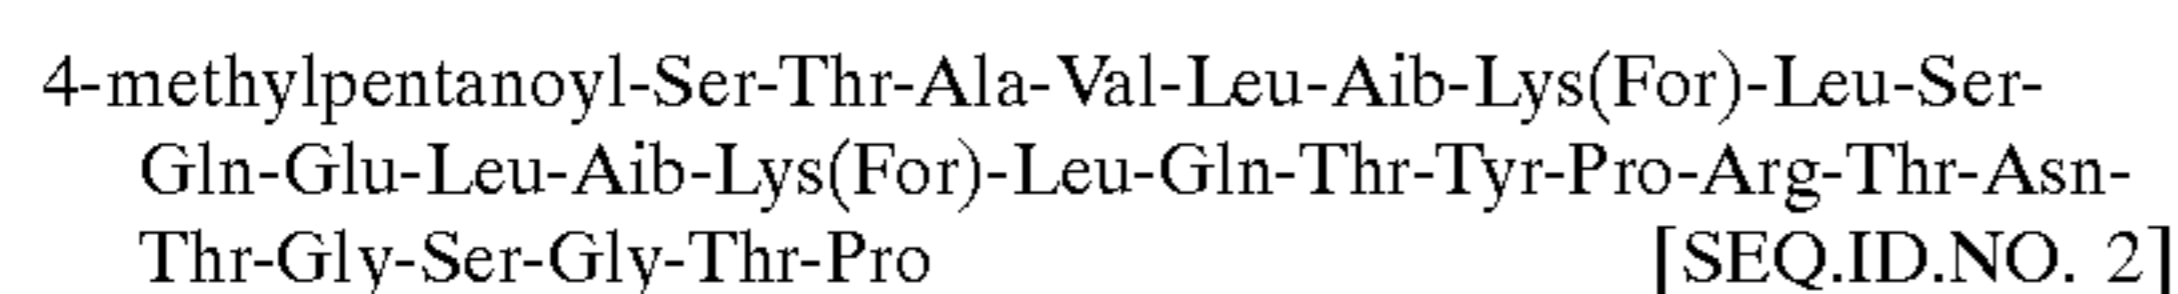 4-methylpentanoyl-Ser-Thr-Ala-Val-Leu-Aib-Lys(For)-Leu-Ser-
Gln-Glu-Leu-Aib-Lys(For)-Leu-Gln-Thr-Tyr-Pro-Arg-Thr-Asn-
Thr-Gly-Ser-Gly-Thr-Pro [SEQ.ID.NO. 2]